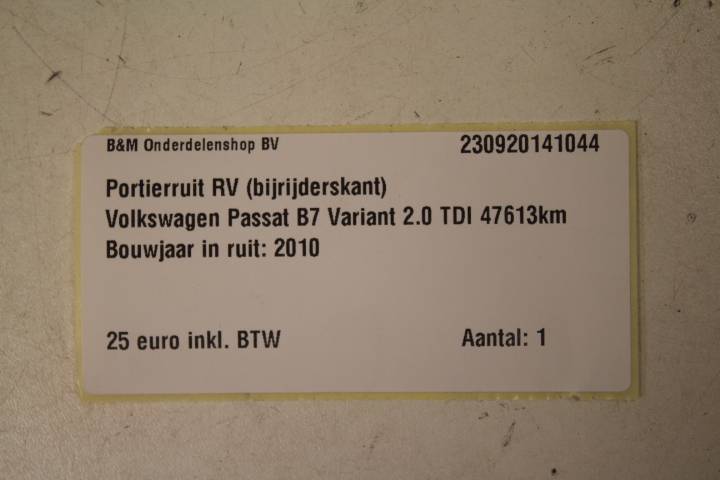 B&M Onderdelenshop BV 230920141044
Portierruit RV (bijrijderskant)
Volkswagen Passat B7 Variant 2.0 TDI 47613km
Bouwjaar in ruit: 2010
25 euro inkl. BTW Aantal: 1